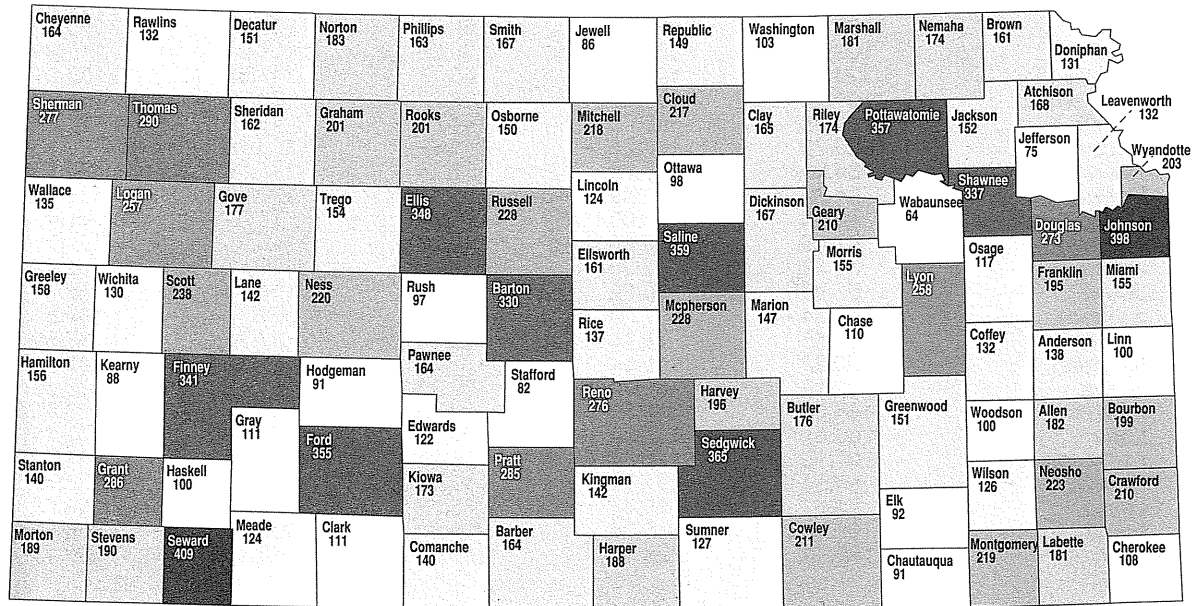 Cheyenne
164
Rawlins
132
Decatur
151
Norton
183
Phillips
163
Smith
167
Jewell
86
Republic
149
Washington
103
Marshall
181
Nemaha
174
Brown
161
Doniphan
131
Sherman
277
Thomas
290
Sheridan
162
Graham
201
Rooks
201
Osborne
150
Mitchell
218
Cloud
217
Clay
165
Riley
174
Pottawatomie
357
Jackson
152
Atchison
168
Jefferson
75
Leavenworth
132
Wyandotte
203
Wallace
135
Logan
257
Gove
177
Trego
154
Ellis
348
Russell
228
Lincoln
124
Ottawa
98
Saline
359
Dickinson
167
Geary
210
Wabaunsee
64
Shawnee
337
Douglas
273
Johnson
398
Ellsworth
161
Morris
155
Osage
117
Greeley
158
Wichita
130
Scott
238
Lane
142
Ness
220
Rush
97
Barton
330
Rice
137
Mcpherson
228
Marion
147
Chase
110
Lyon
258
Franklin
195
Miami
155
Coffey
132
Anderson
138
Linn
100
Hamilton
156
Kearny
88
Finney
341
Hodgeman
91
Pawnee
164
Stafford
82
Reno
276
Harvey
196
Butler
176
Greenwood
151
Woodson
100
Allen
182
Bourbon
199
Gray
111
Ford
355
Edwards
122
Sedgwick
365
Stanton
140
Grant
286
Haskell
100
Kiowa
173
Pratt
285
Kingman
142
Elk
92
Wilson
126
Neosho
223
Crawford
210
Morton
189
Stevens
190
Seward
409
Meade
124
Clark
111
Comanche
140
Barber
164
Harper
188
Sumner
127
Cowley
211
Chautauqua
91
Montgomery
219
Labette
181
Cherokee
108